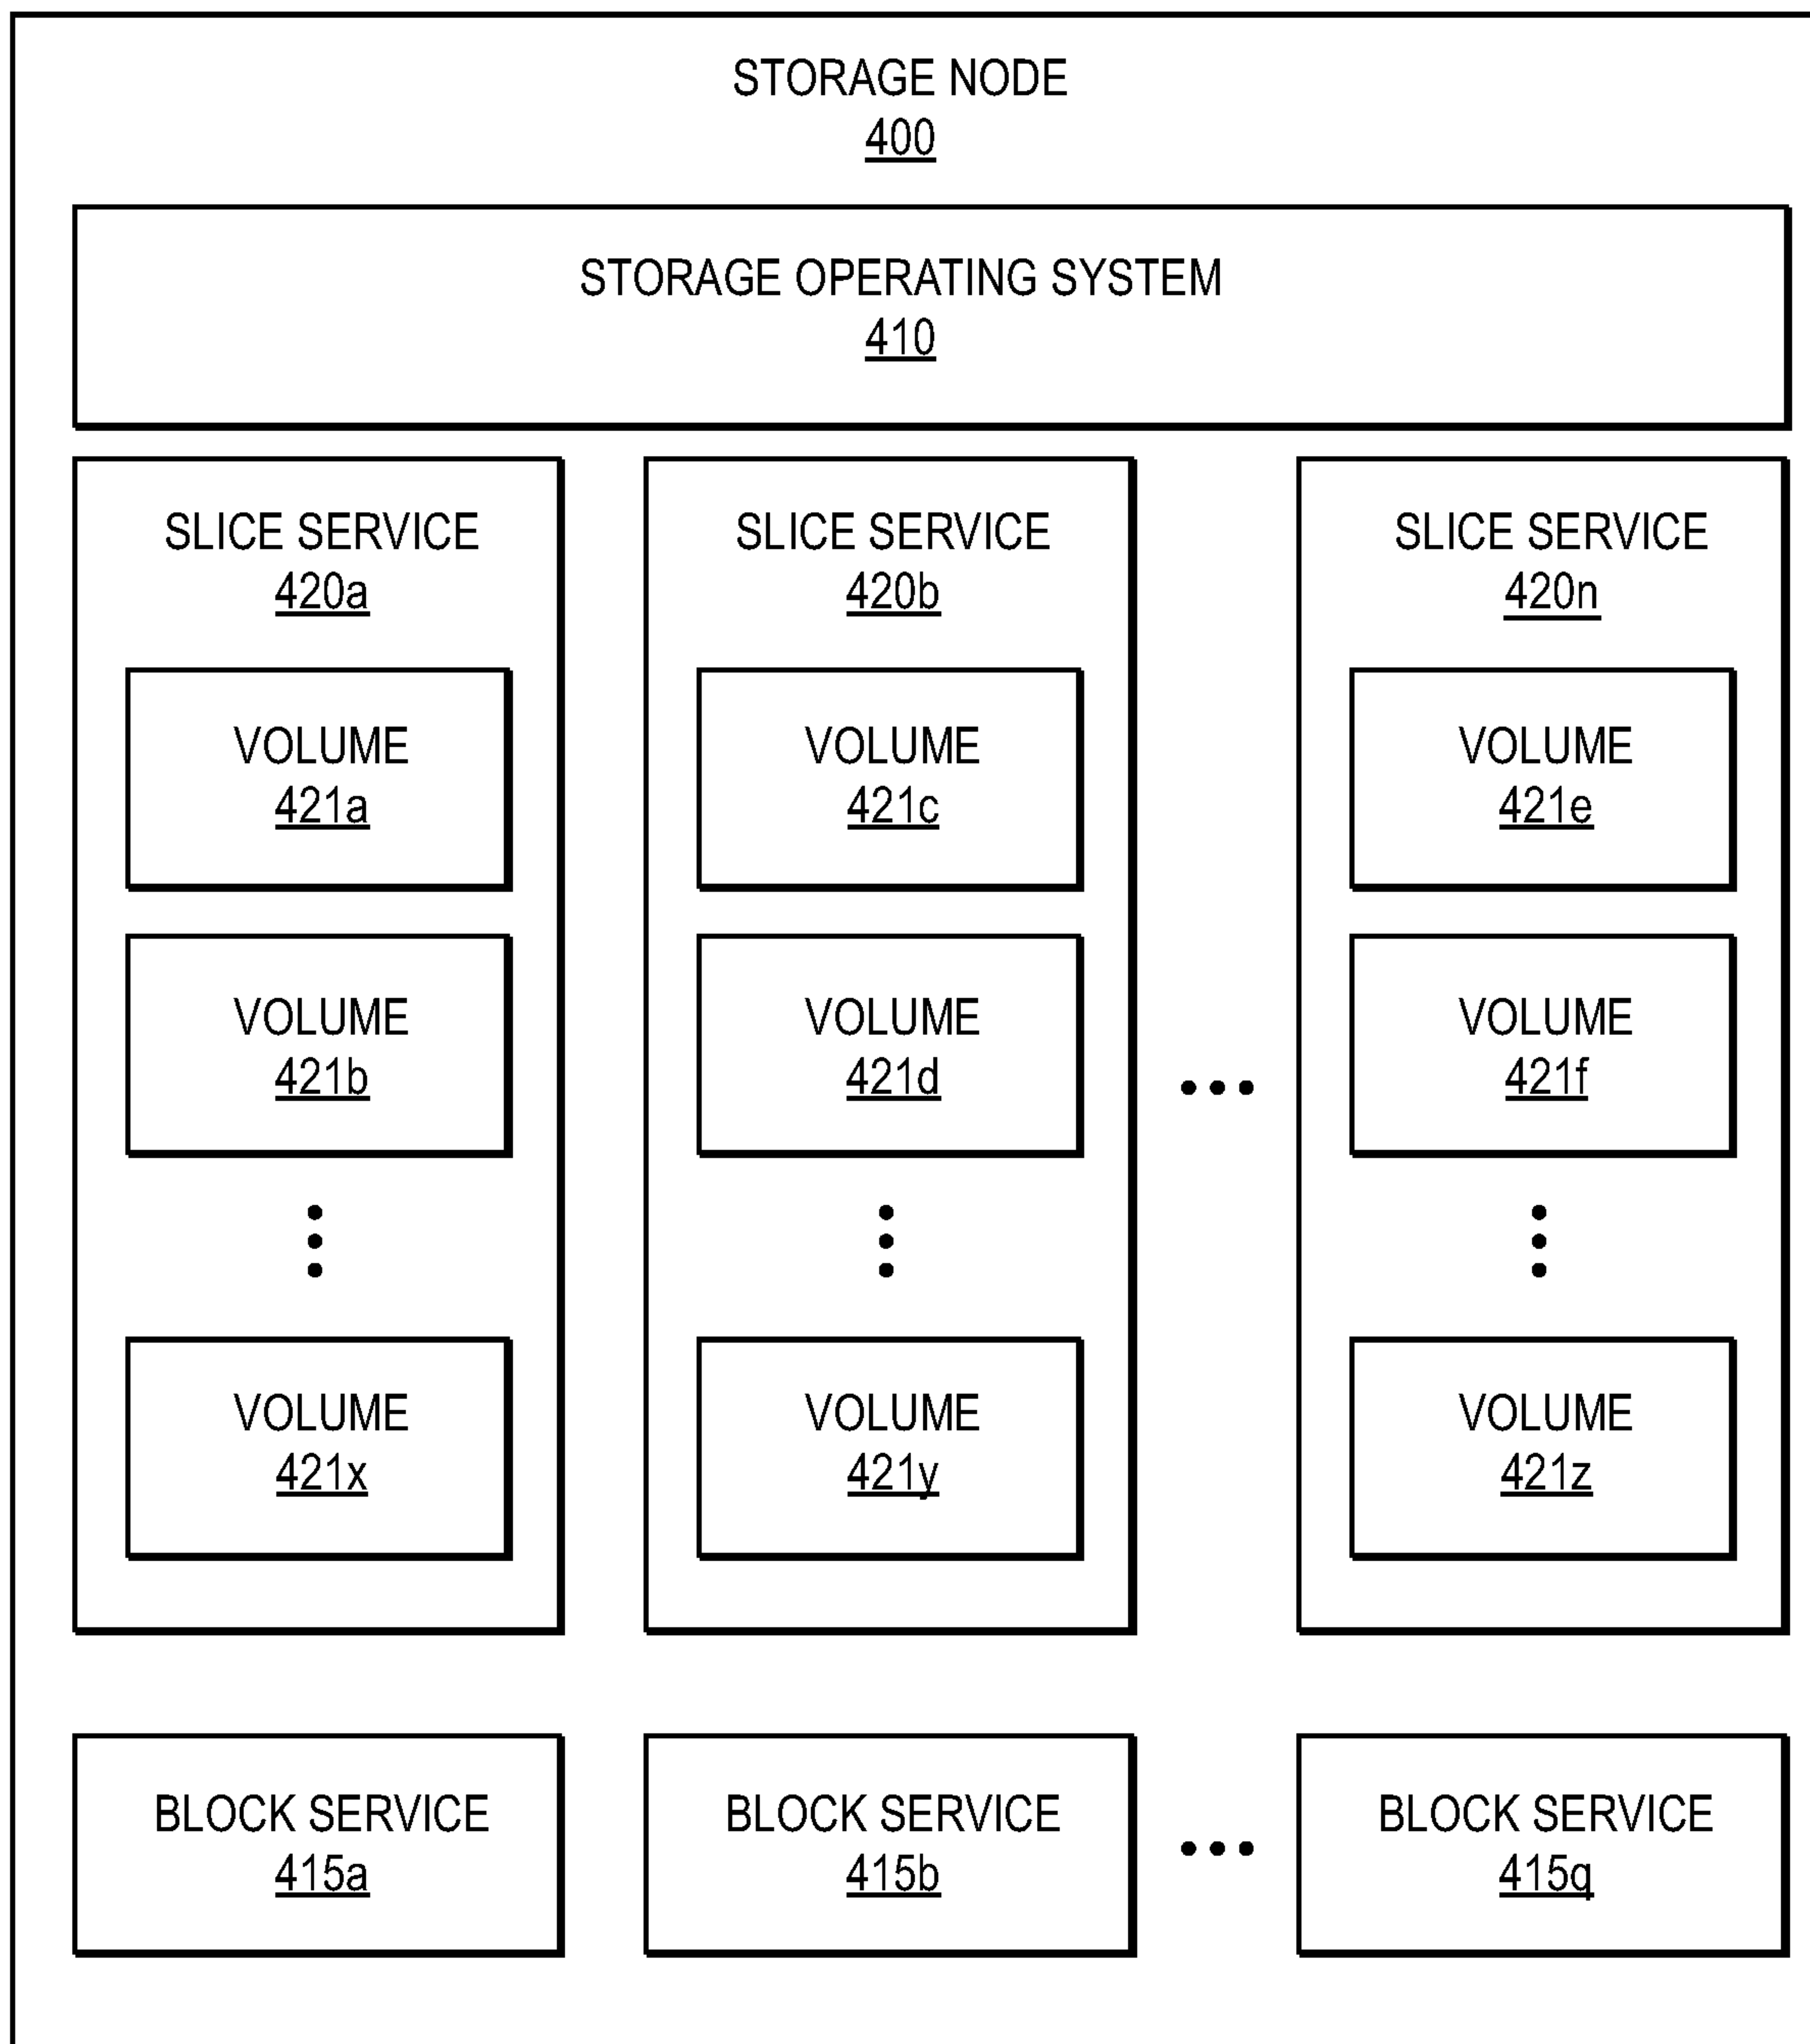 STORAGE NODE
400
STORAGE OPERATING SYSTEM
410
SLICE SERVICE
420a
VOLUME
421a
VOLUME
421b
VOLUME
421x
SLICE SERVICE
420b
VOLUME
421c
VOLUME
421d
VOLUME
421y
SLICE SERVICE
420n
VOLUME
421e
VOLUME
421f
VOLUME
421z
BLOCK SERVICE
415a
BLOCK SERVICE
415b
BLOCK SERVICE
415q